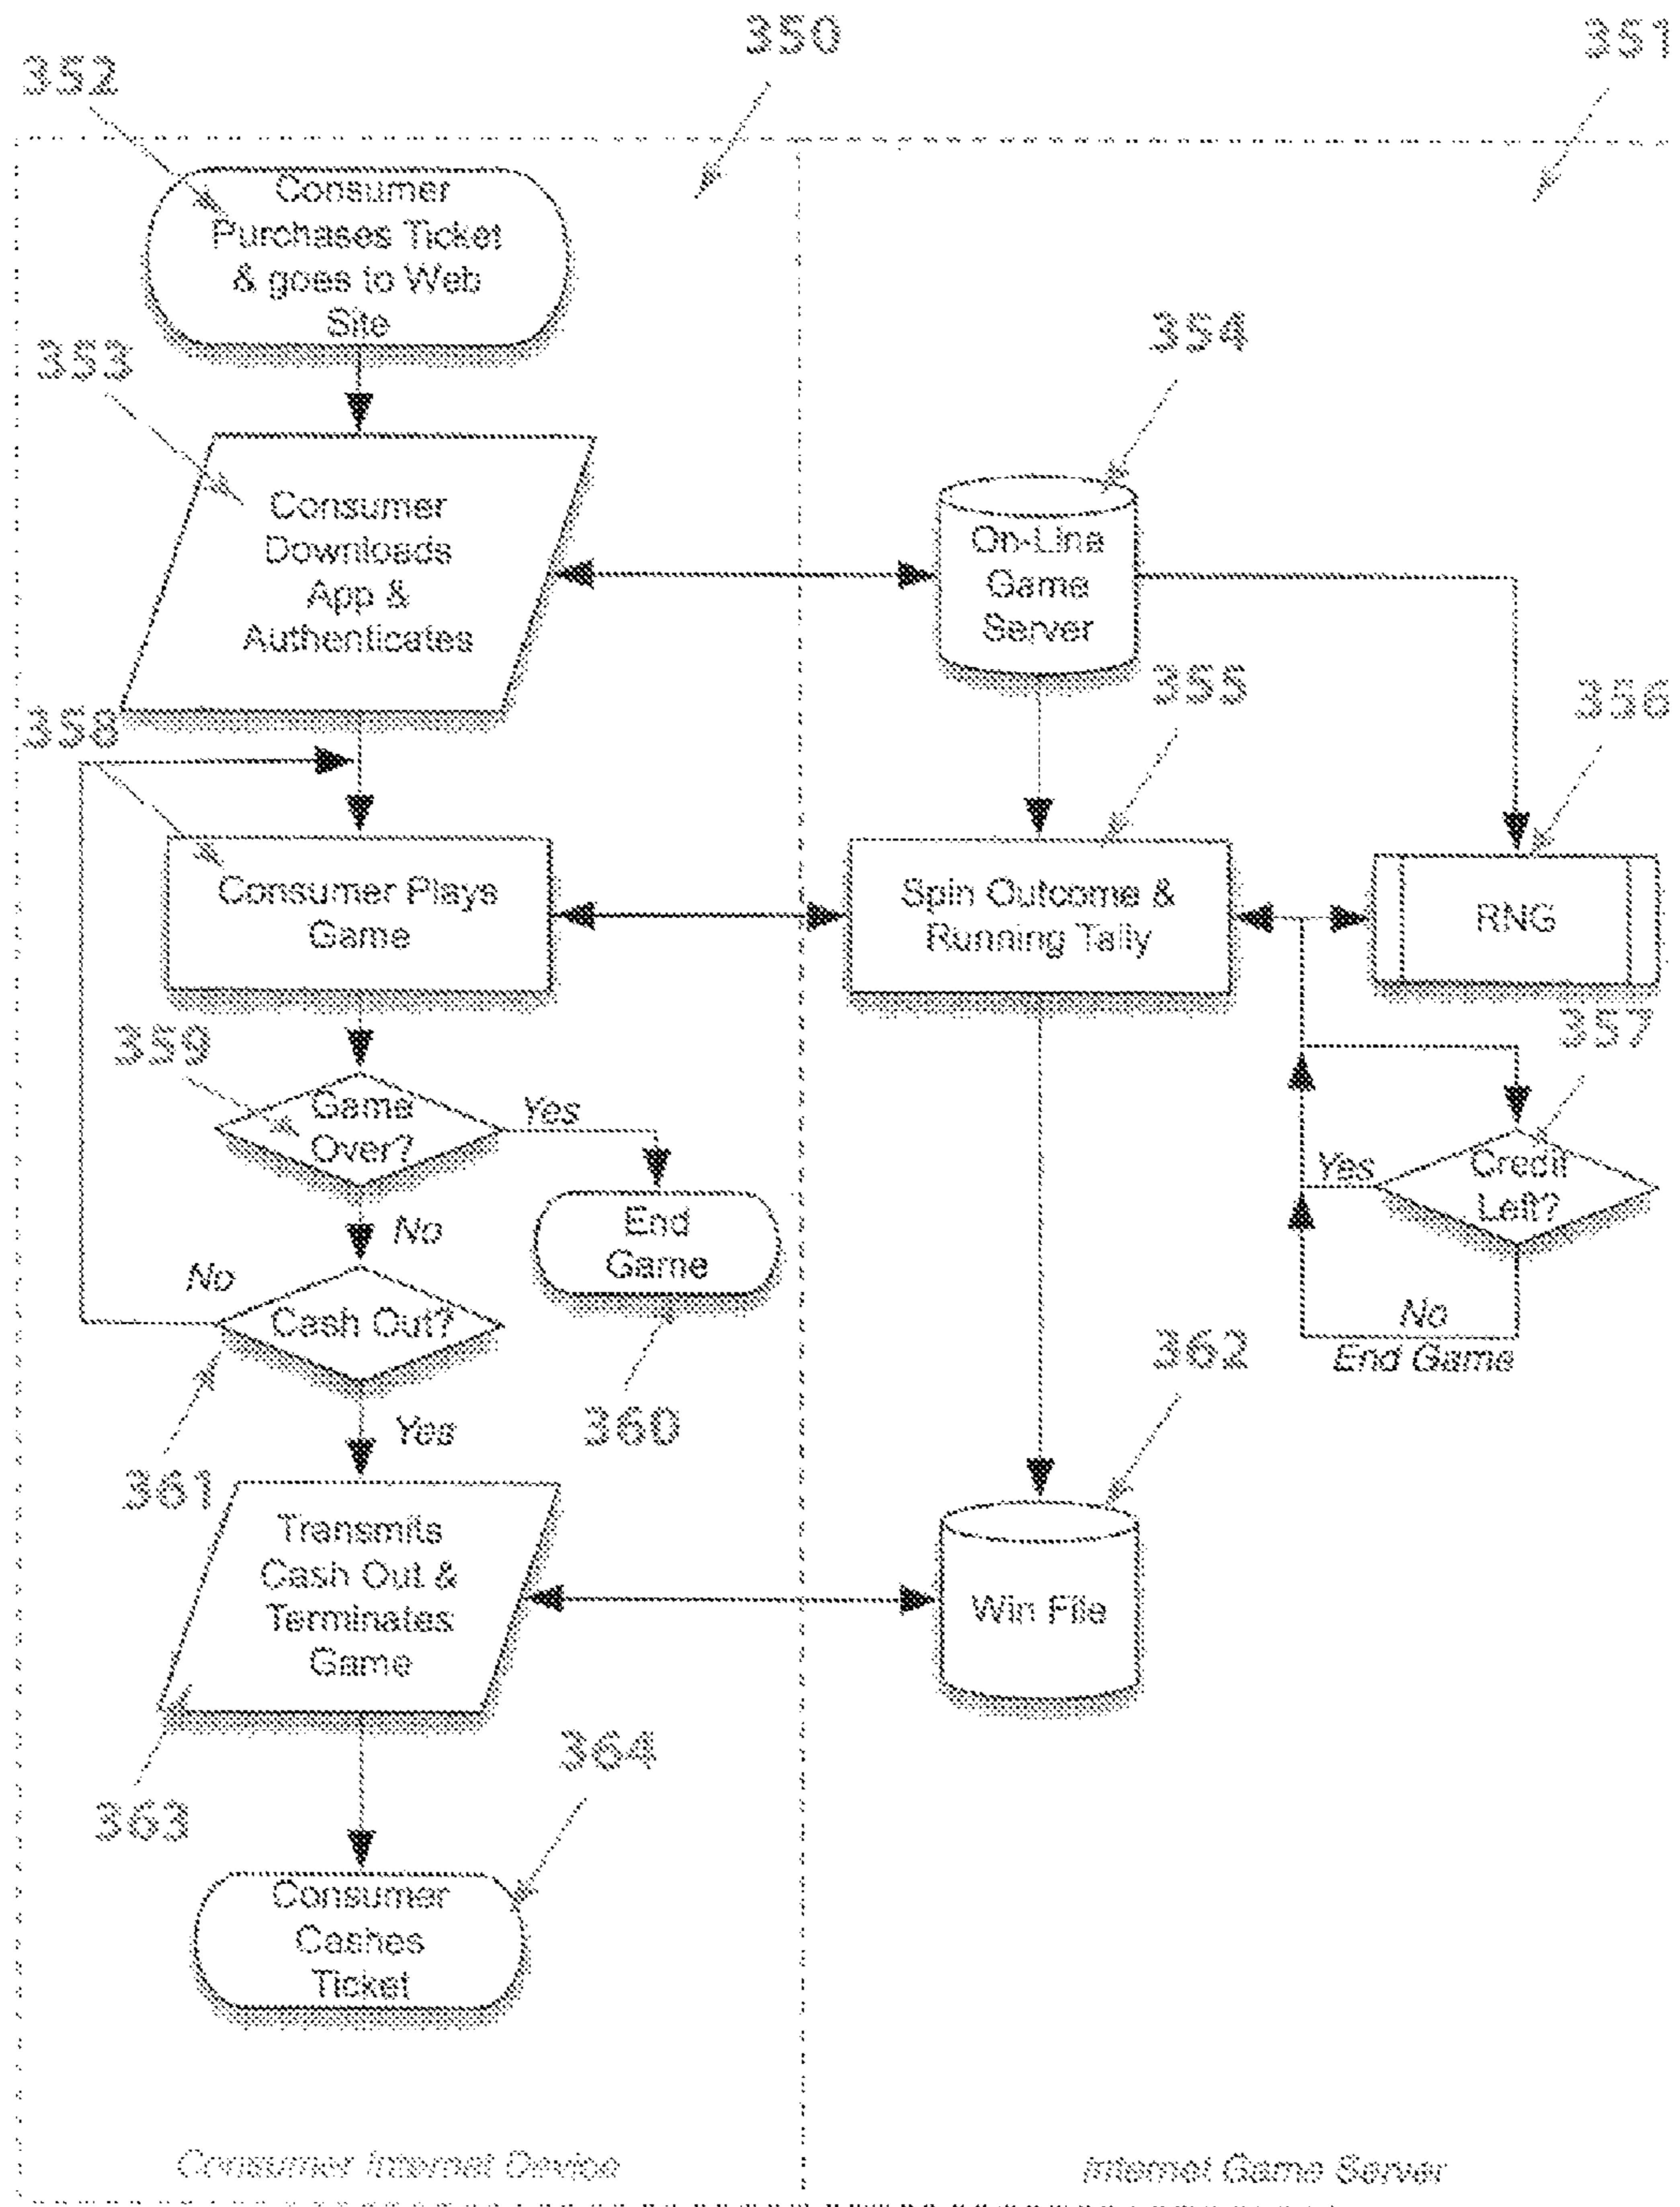 350
351
352
Consumer
Purchases Ticket
& goes to Web
Site
353
354
Consumer
Downloads
App &
Authenticates
On-Line
Game
Server
355
356
358
Consumer Plays
Game
Spin Outcome &
Running Tally
RNG
357
359
Game
Over?
Yes
Credit
Left?
Yes
No
End
Game
No
Cash Out?
No
End Game
362
360
Yes
361
Transmits
Cash Out &
Terminates
Game
Win File
364
363
Consumer
Cashes
Ticket
Consumer Internet Device
Internet Game Server